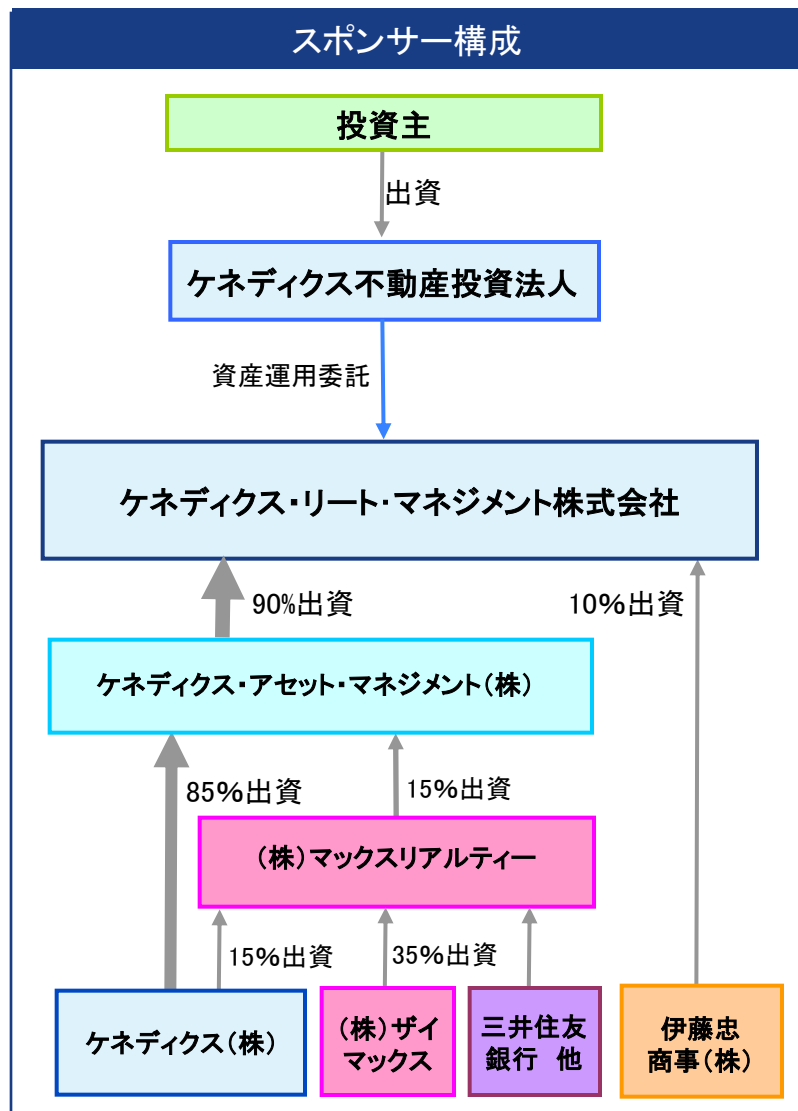 スポンサー構成
投資主
出資
ケネディクス不動産投資法人
資産運用委託
ケネディクス・リート・マネジメント株式会社
90%出資
10%出資
ケネディクス・アセット・マネジメント(株)
85%出資
15%出資
(株)マックスリアルティー
15%出資
35%出資
ケネディクス(株)
(株)ザイ
マックス
三井住友
銀行 他
伊藤忠
商事(株)